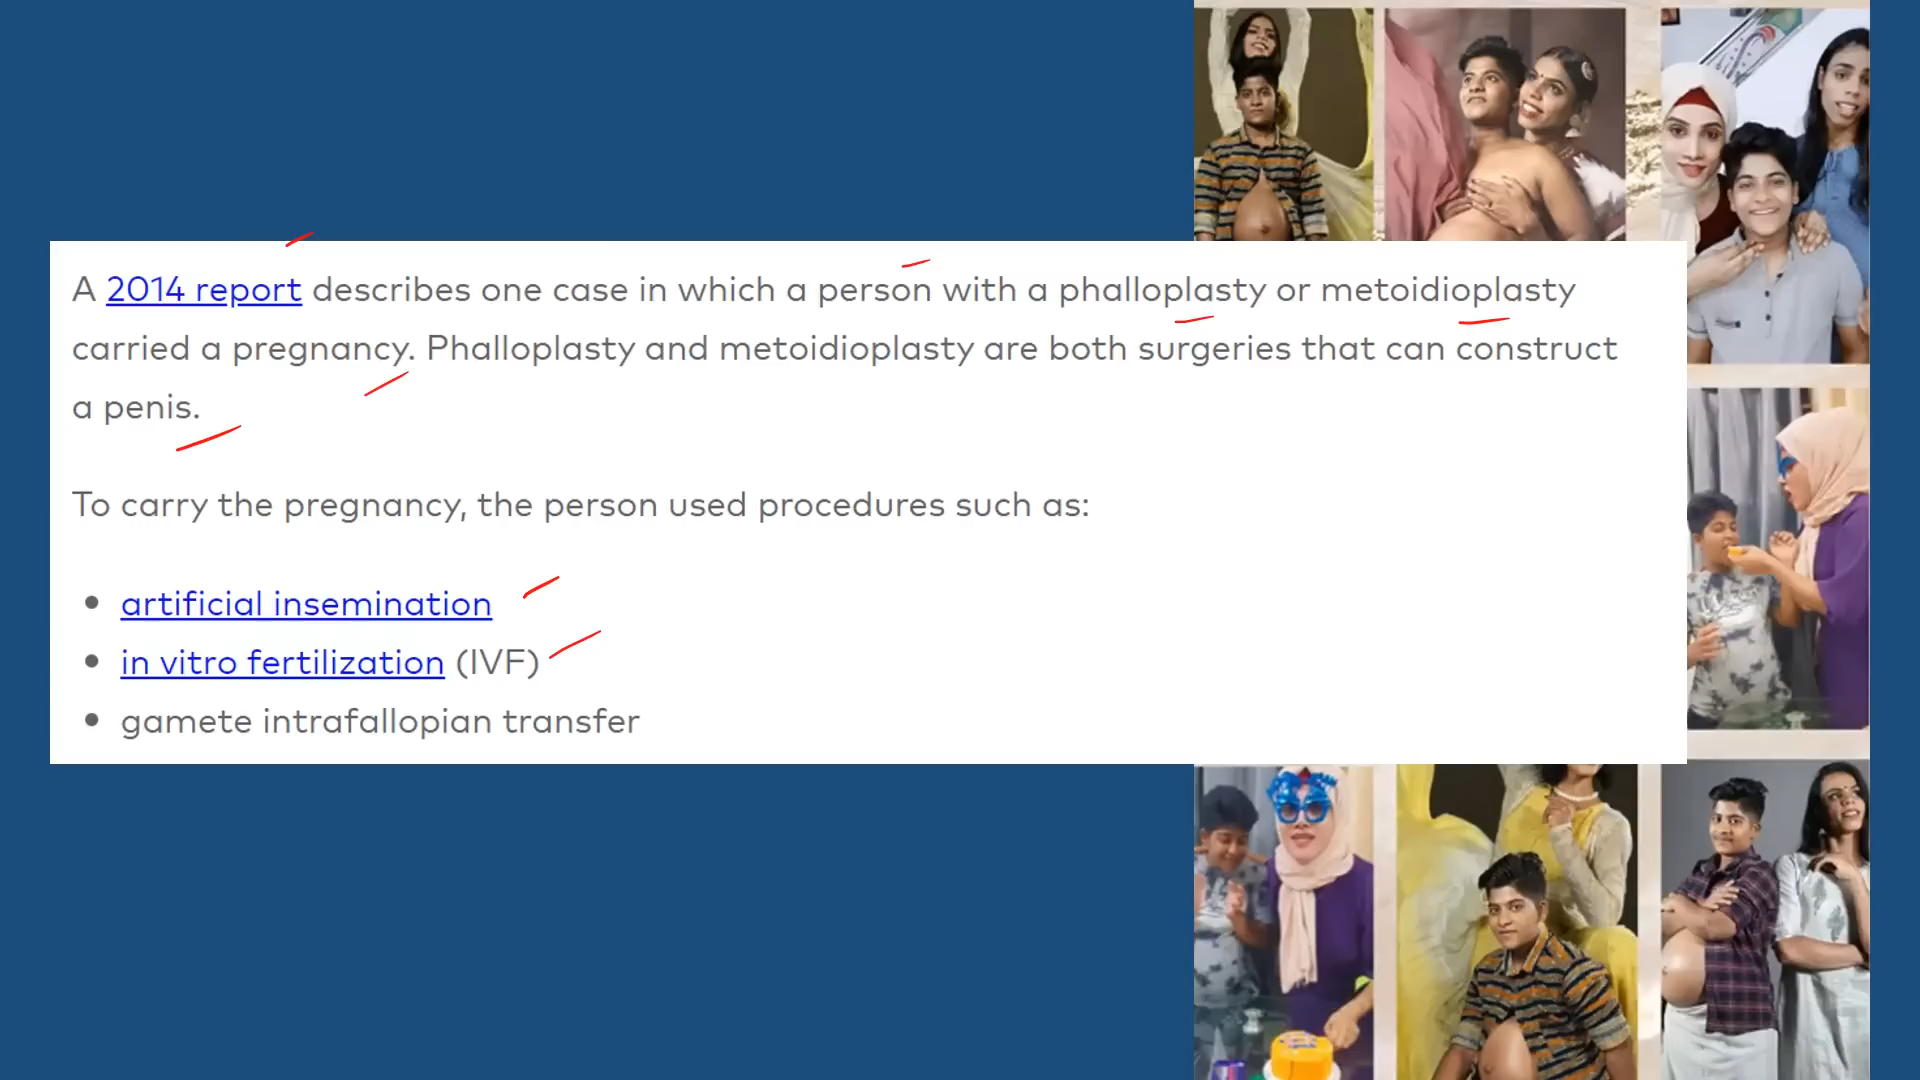 A 2014 report describes one case in which a person with a phalloplasty or metoidioplasty
carried a pregnancy. Phalloplasty and metoidioplasty are both surgeries that can construct
a penis.
To carry the pregnancy, the person used procedures such as:
• artificial insemination
• in vitro fertilization (IVF)
• gamete intrafallopian transfer